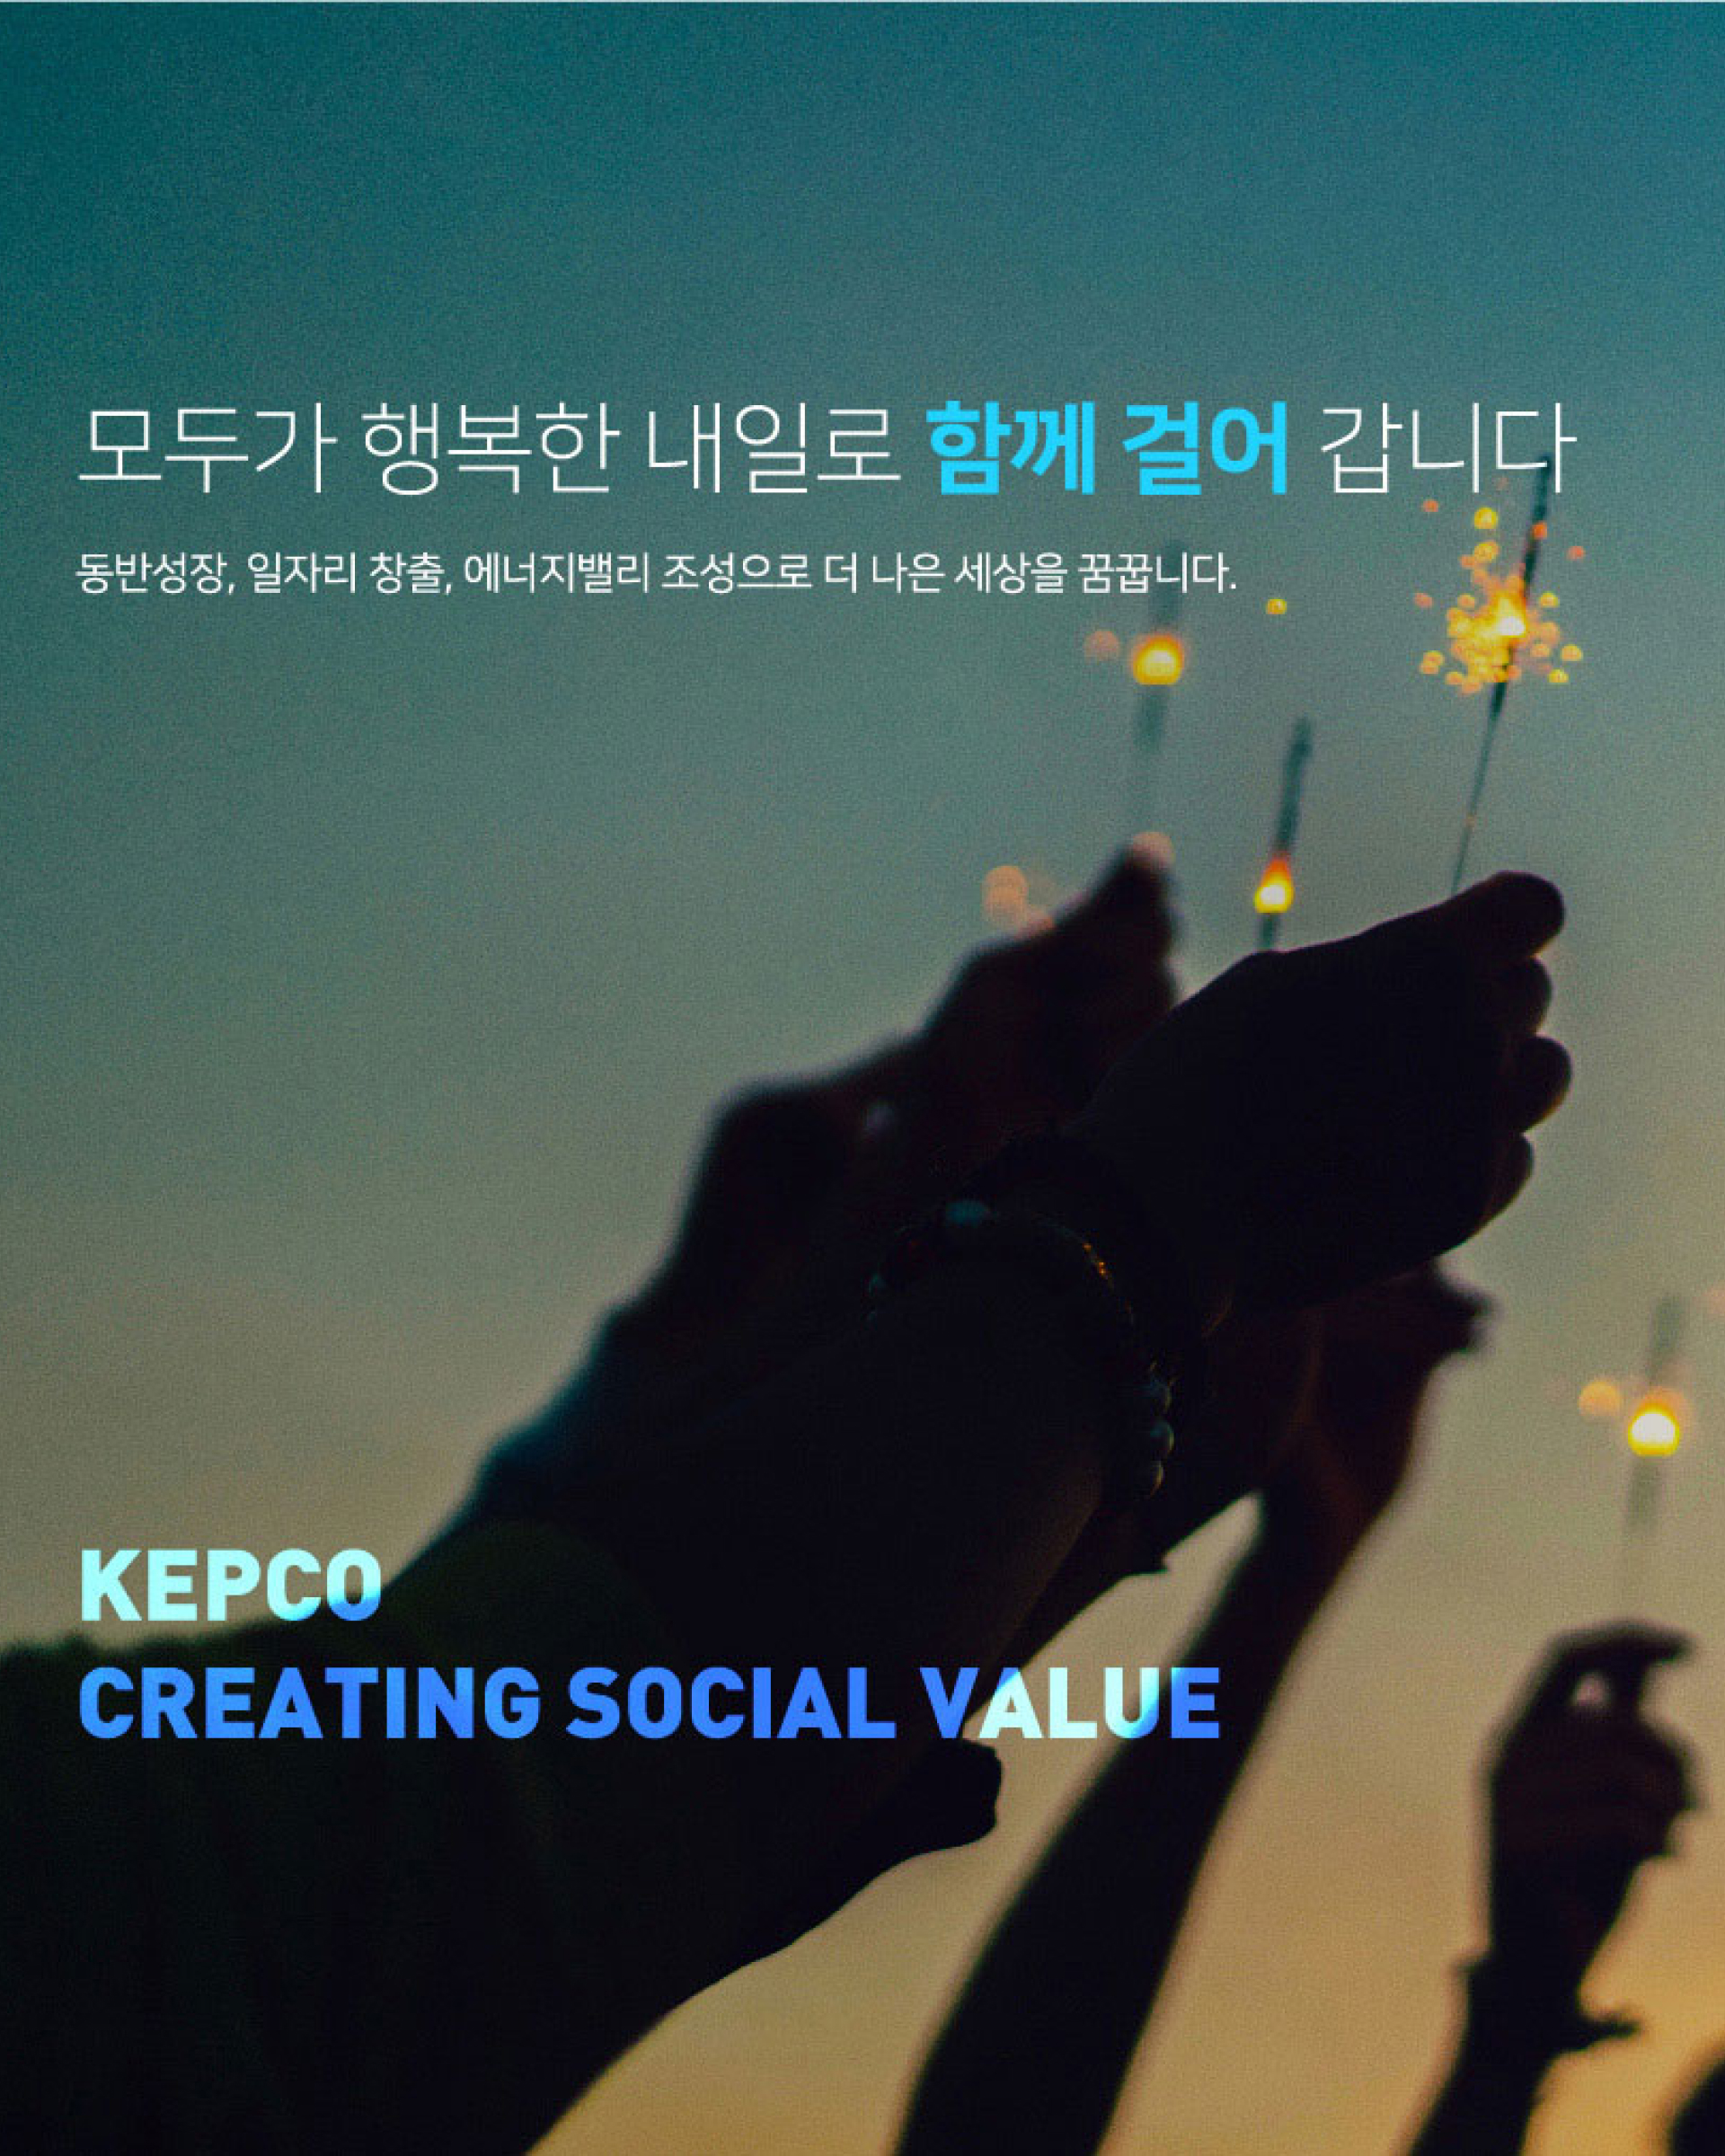 모두가 행복한 내일로 함께 걸어 갑니다
동반성장, 일자리 창출, 에너지밸리 조성으로 더 나은 세상을 꿈꿉니다.
KEPCO
CREATING SOCIAL VALUE